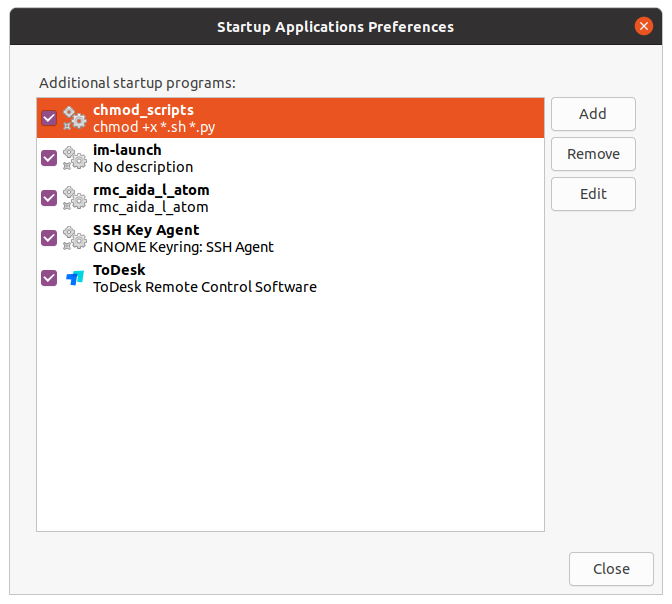 Startup Applications Preferences
Additional startup programs:
chmod_scripts
chmod +x *.sh *.py
im-launch
No description
rmc_aida_l_atom
rmc_aida_l_atom
SSH Key Agent
GNOME Keyring: SSH Agent
ToDesk
ToDesk Remote Control Software
Add
Remove
Edit
Close